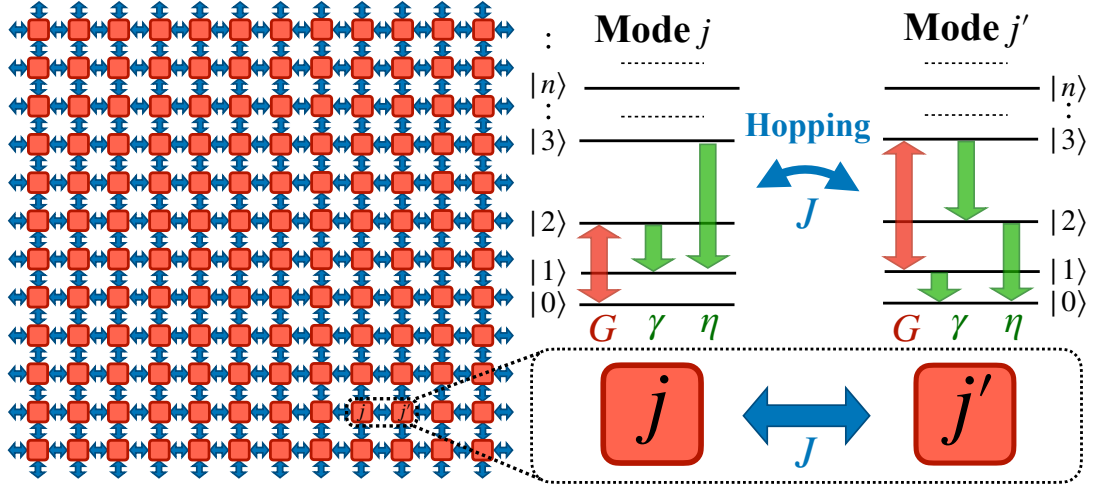 Mode j
Mode j′
|n⟩
|3⟩
|2⟩
|1⟩
|0⟩
G γ η
Hopping
J
|n⟩
|3⟩
|2⟩
|1⟩
|0⟩
G γ η
j j′
j
J
j′